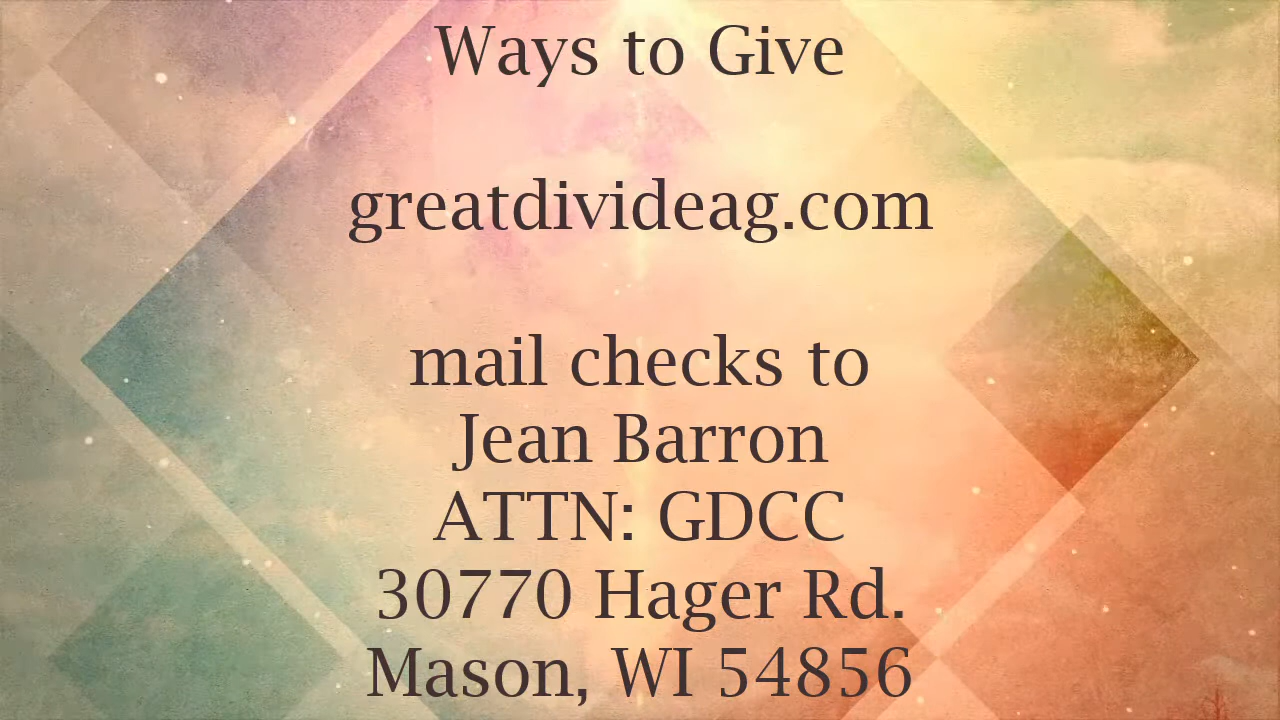 Ways to Give
greatdivideag.com
mail checks to
Jean Barron
ATTN: GDCC
30770 Hager Rd.
Mason, WI 54856